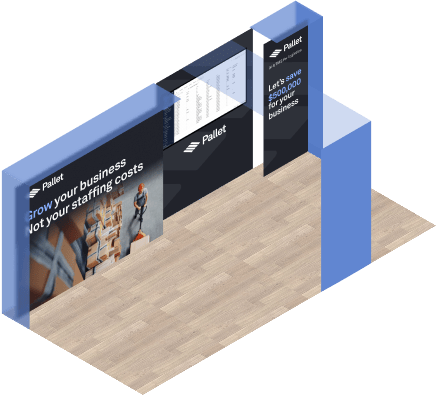 Pallet
Grow your business
Not your staffing costs
Pallet
Pallet
Let's save
$500,000
for your
business